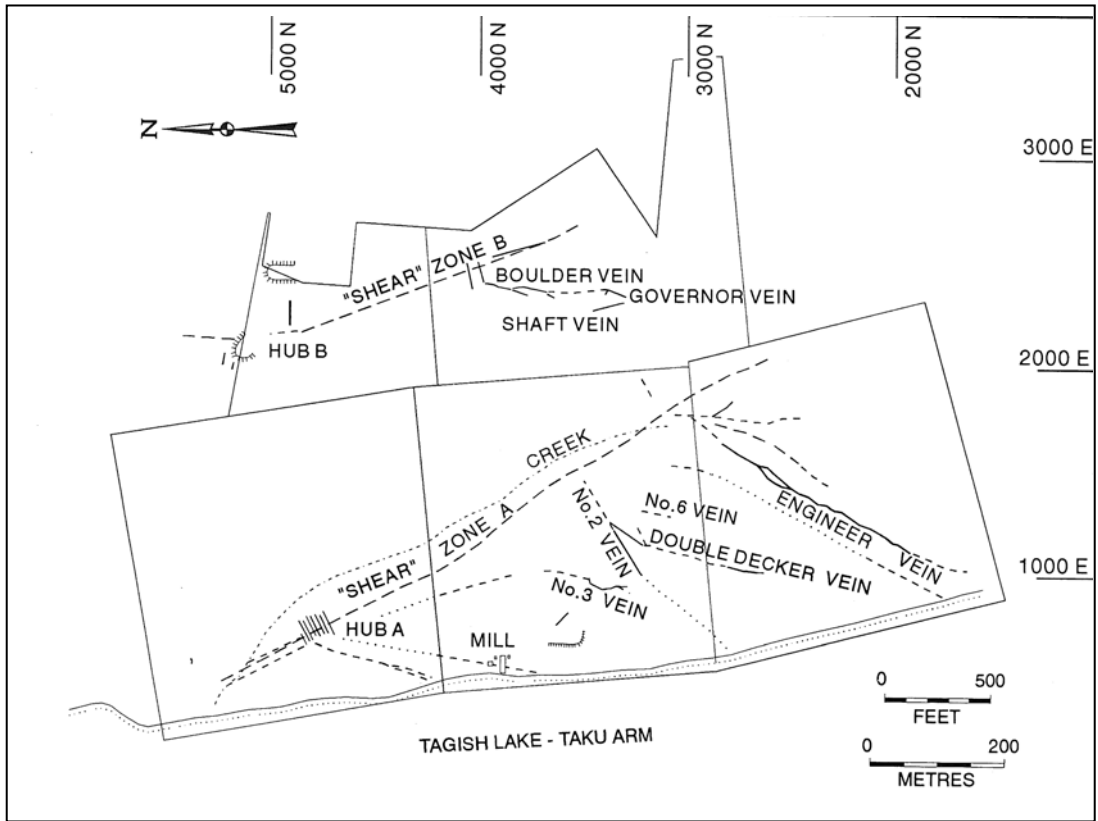 5000 N
4000 N
3000 N
2000 N
N
3000 E
"SHEAR" ZONE B
BOULDER VEIN
GOVERNOR VEIN
SHAFT VEIN
HUB B
2000 E
CREEK
"SHEAR" ZONE A
No.2 VEIN
No.6 VEIN
ENGINEER VEIN
DOUBLE DECKER VEIN
1000 E
No.3 VEIN
HUB A
MILL
0 500
FEET
TAGISH LAKE - TAKU ARM
0 200
METRES